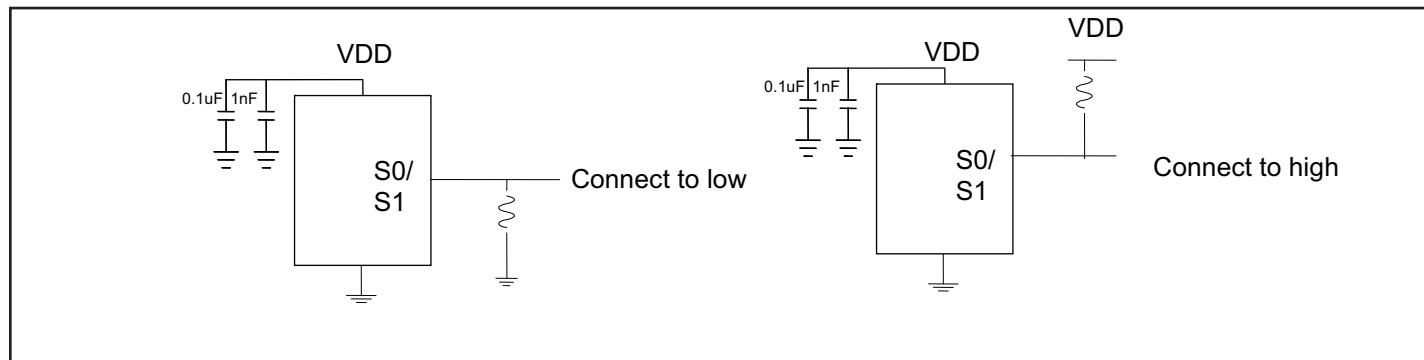 VDD
0.1uF 1nF
S0/
S1
Connect to low
VDD
VDD
0.1uF 1nF
S0/
S1
Connect to high